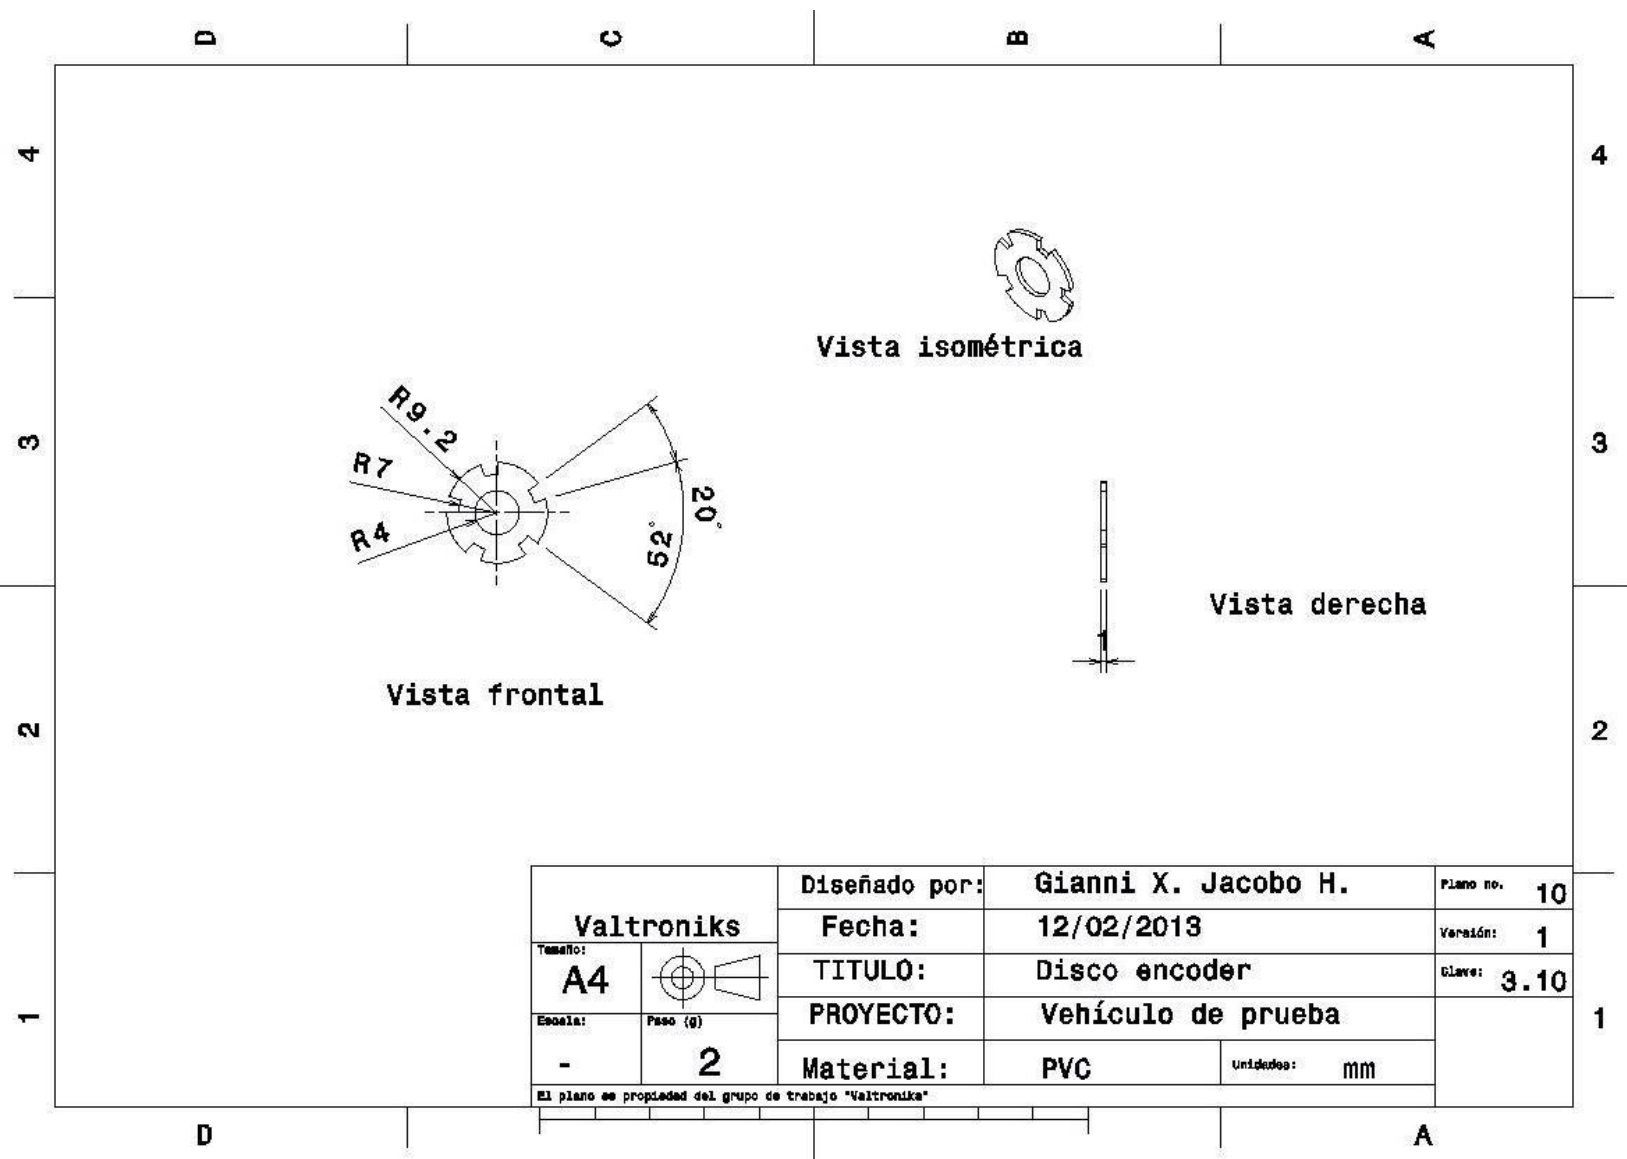 D C B A
4 4
Vista isométrica
R9.2
R7
R4
20°
52°
3 3
Vista derecha
1
Vista frontal
2 2
Valtroniks
Diseñado por: Gianni X. Jacobo H. Plano no. 10
Fecha: 12/02/2013 Versión: 1
Tamaño: A4
TITULO: Disco encoder Clave: 3.10
Escala: - Peso (g) 2
PROYECTO: Vehículo de prueba
Material: PVC Unidades: mm
El plano es propiedad del grupo de trabajo "Valtroniks"
1 1
D A